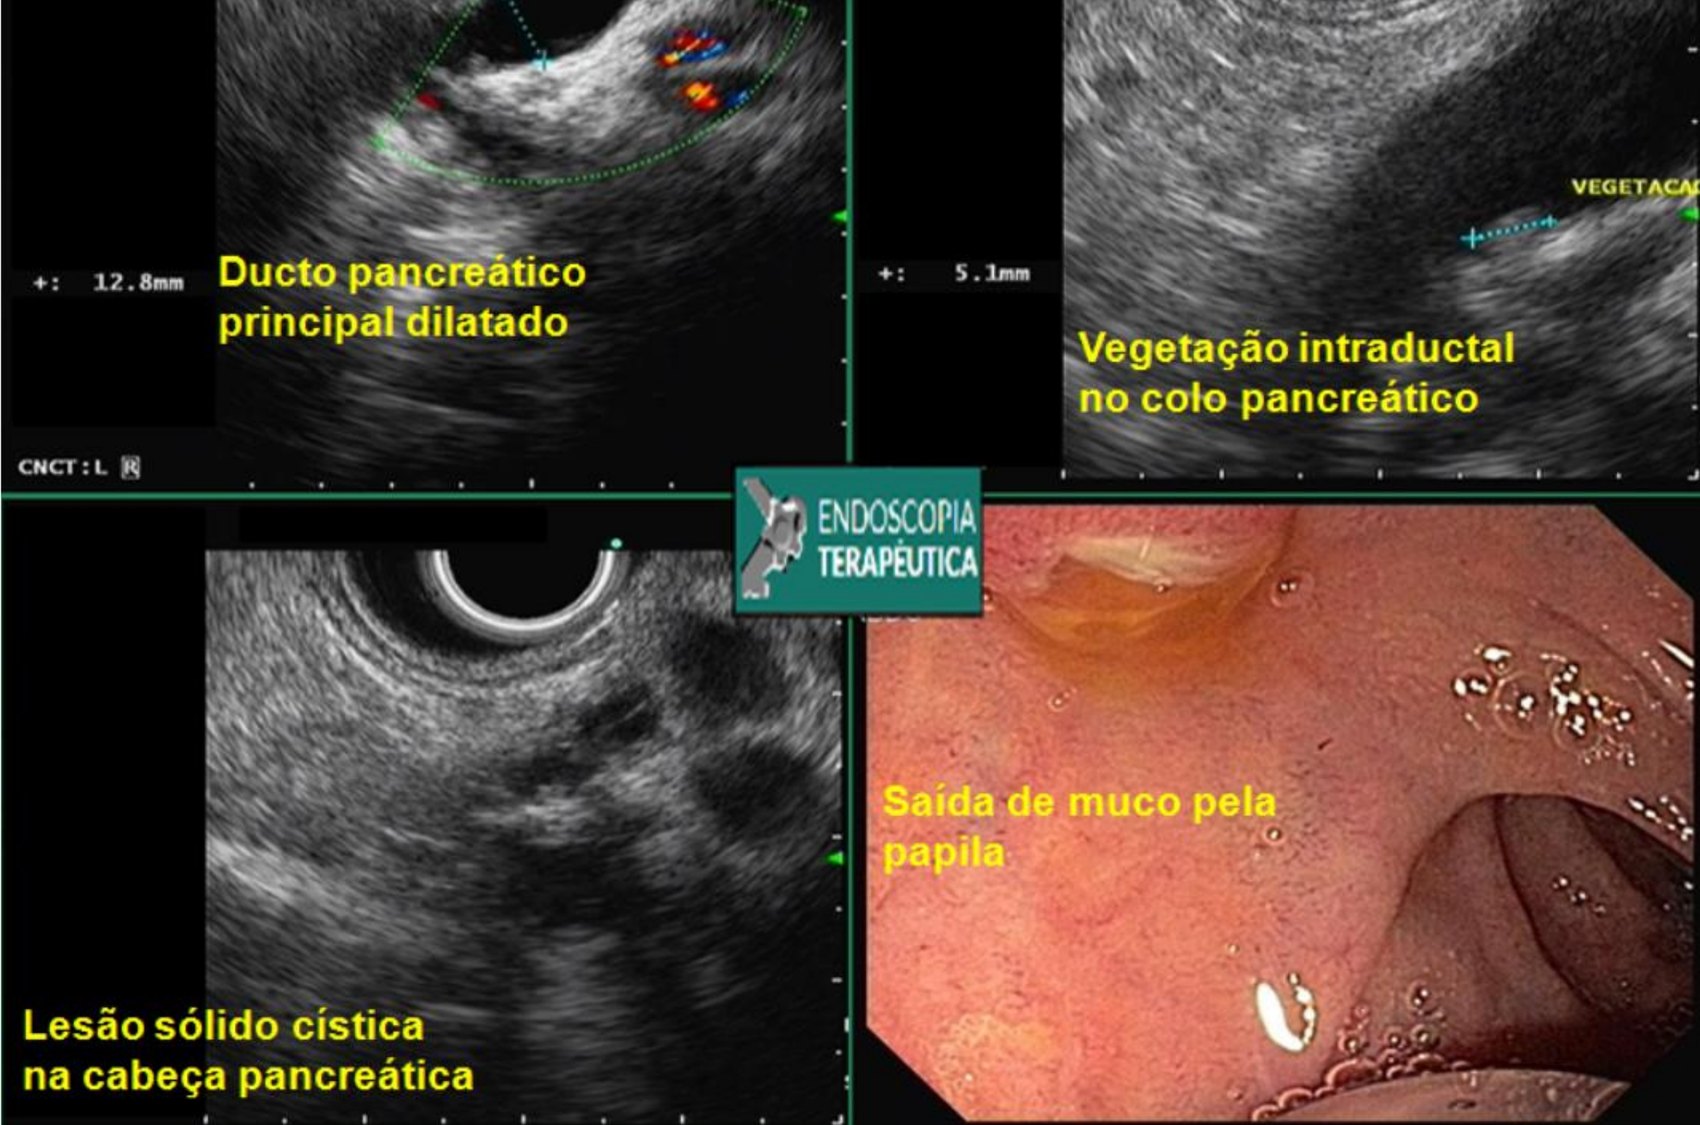 +: 12.8mm
Ducto pancreático
principal dilatado
CNCT:L R
VEGETACA
+: 5.1mm
Vegetação intraductal
no colo pancreático
ENDOSCOPIA
TERAPÊUTICA
Lesão sólido cística
na cabeça pancreática
Saída de muco pela
papila